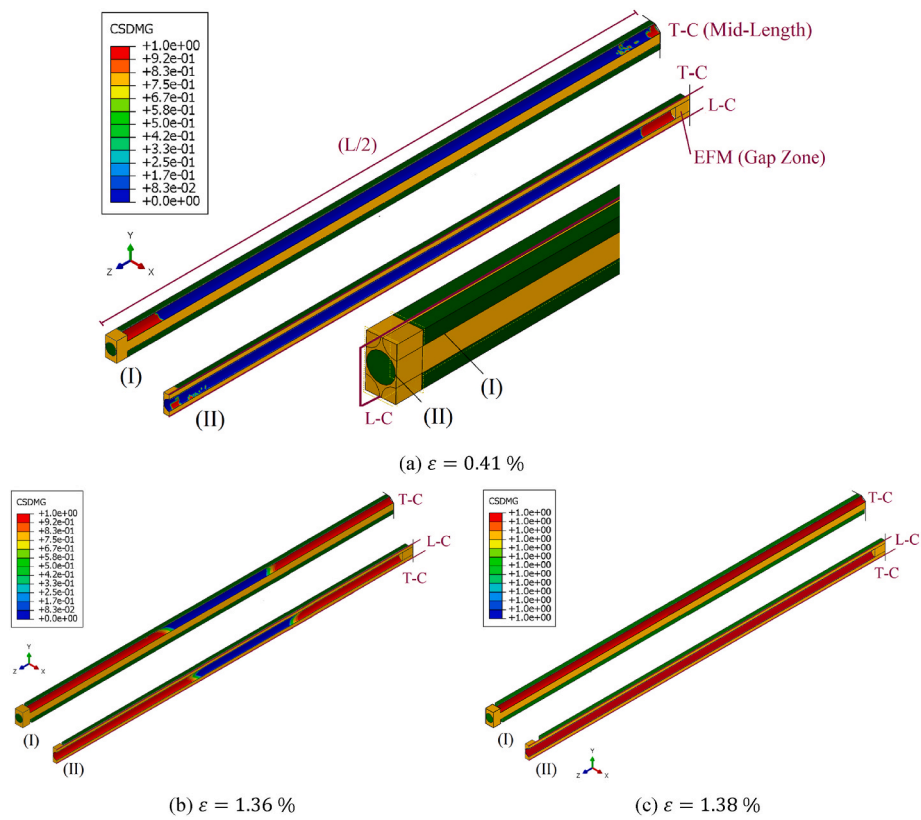 CSDMG
+1.0e+00
+9.2e-01
+8.3e-01
+7.5e-01
+6.7e-01
+5.8e-01
+5.0e-01
+4.2e-01
+3.3e-01
+2.5e-01
+1.7e-01
+8.3e-02
+0.0e+00
T-C (Mid-Length)
T-C
L-C
EFM (Gap Zone)
(L/2)
Y
Z X
(I)
(II)
(I)
(II)
L-C
(a) ε = 0.41 %
CSDMG
+1.0e+00
+9.2e-01
+8.3e-01
+7.5e-01
+6.7e-01
+5.8e-01
+5.0e-01
+4.2e-01
+3.3e-01
+2.5e-01
+1.7e-01
+8.3e-02
+0.0e+00
T-C
L-C
T-C
Y
Z X
(I)
(II)
(b) ε = 1.36 %
CSDMG
+1.0e+00
+1.0e+00
+1.0e+00
+1.0e+00
+1.0e+00
+1.0e+00
+1.0e+00
+1.0e+00
+1.0e+00
+1.0e+00
+1.0e+00
+1.0e+00
+1.0e+00
T-C
L-C
T-C
(I)
(II)
Y
Z X
(c) ε = 1.38 %